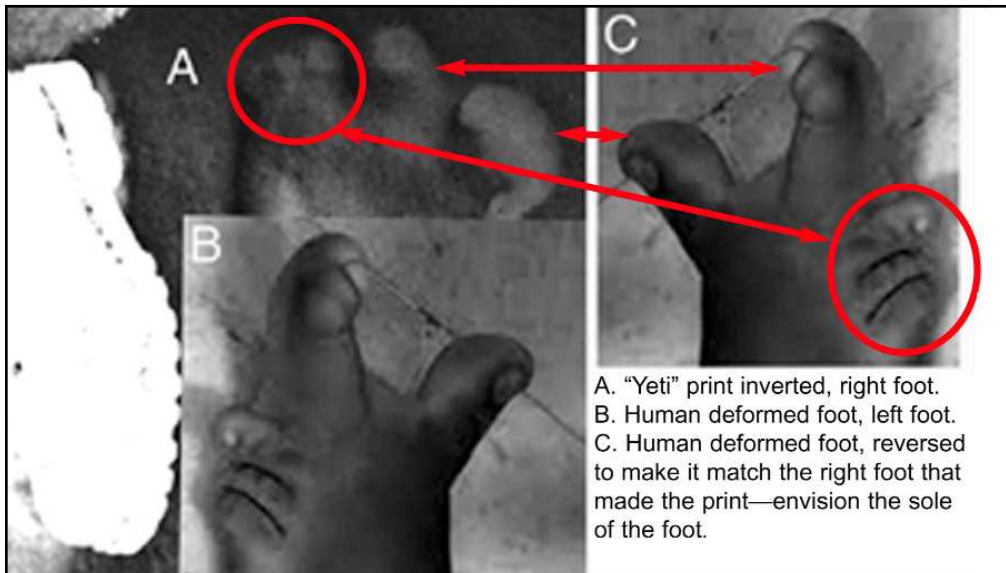 A
C
B
A. “Yeti” print inverted, right foot.
B. Human deformed foot, left foot.
C. Human deformed foot, reversed
to make it match the right foot that
made the print—envision the sole
of the foot.